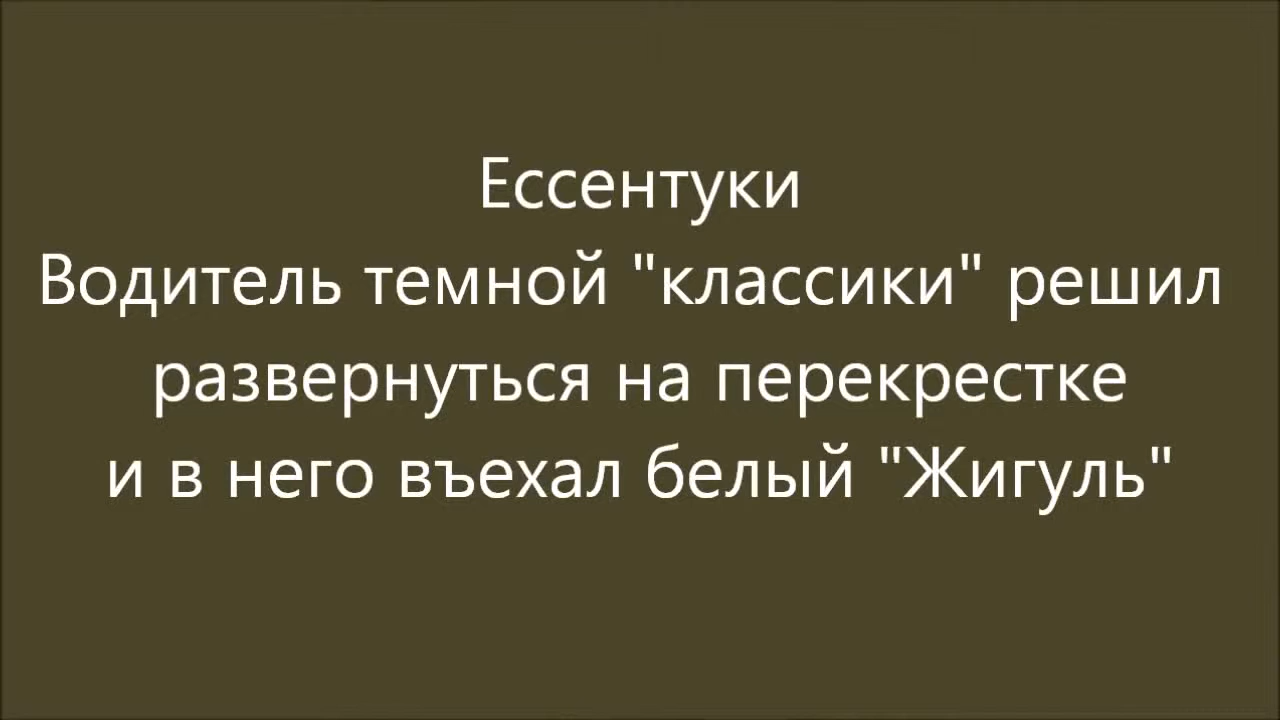 Ессентуки
Водитель темной "классики" решил
развернуться на перекрестке
и в него въехал белый "Жигуль"